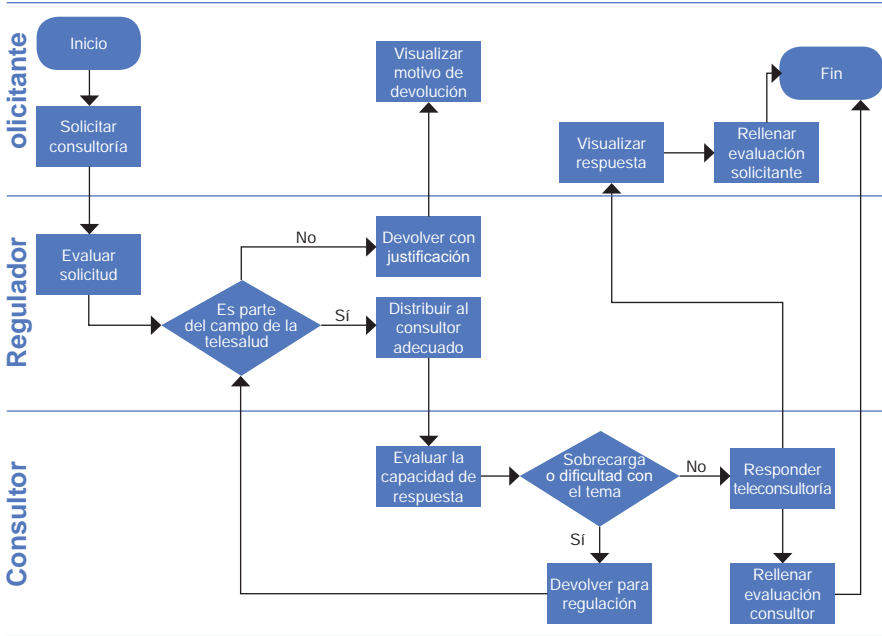 olicitante
Inicio
Solicitar
consultoría
Visualizar
motivo de
devolución
Visualizar
respuesta
Rellenar
evaluación
solicitante
Fin
Regulador
Evaluar
solicitud
Es parte
del campo de la
telesalud
No
Devolver con
justificación
Sí
Distribuir al
consultor
adecuado
Consultor
Evaluar la
capacidad de
respuesta
Sobrecarga
o dificultad con
el tema
No
Responder
teleconsultoría
Sí
Devolver para
regulación
Rellenar
evaluación
consultor